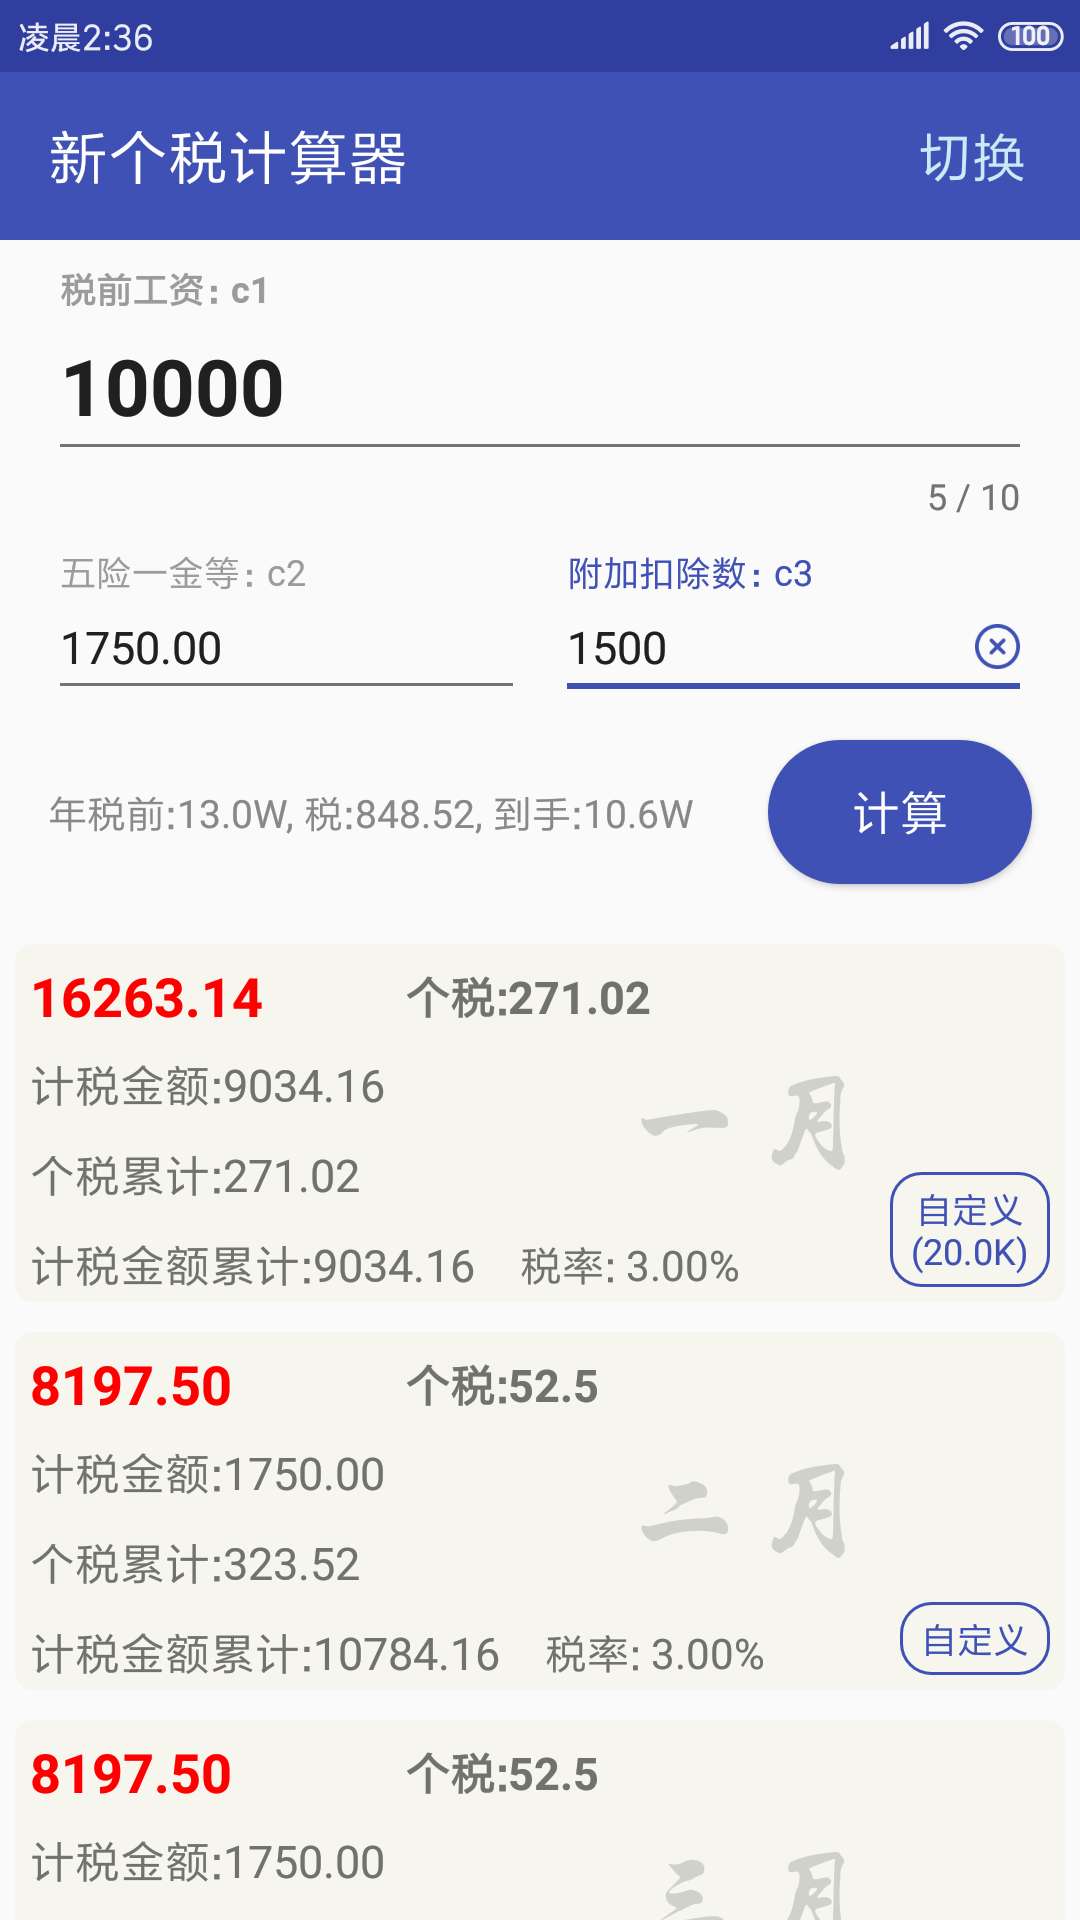 凌晨2:36 100
新个税计算器 切换
税前工资: c1
10000
5 / 10
五险一金等: c2 附加扣除数: c3
1750.00 1500
年税前:13.0W, 税:848.52, 到手:10.6W 计算
16263.14 个税:271.02
计税金额:9034.16
一月
个税累计:271.02
自定义
(20.0K)
计税金额累计:9034.16 税率: 3.00%
8197.50 个税:52.5
计税金额:1750.00
二月
个税累计:323.52
计税金额累计:10784.16 税率: 3.00% 自定义
8197.50 个税:52.5
计税金额:1750.00
三月